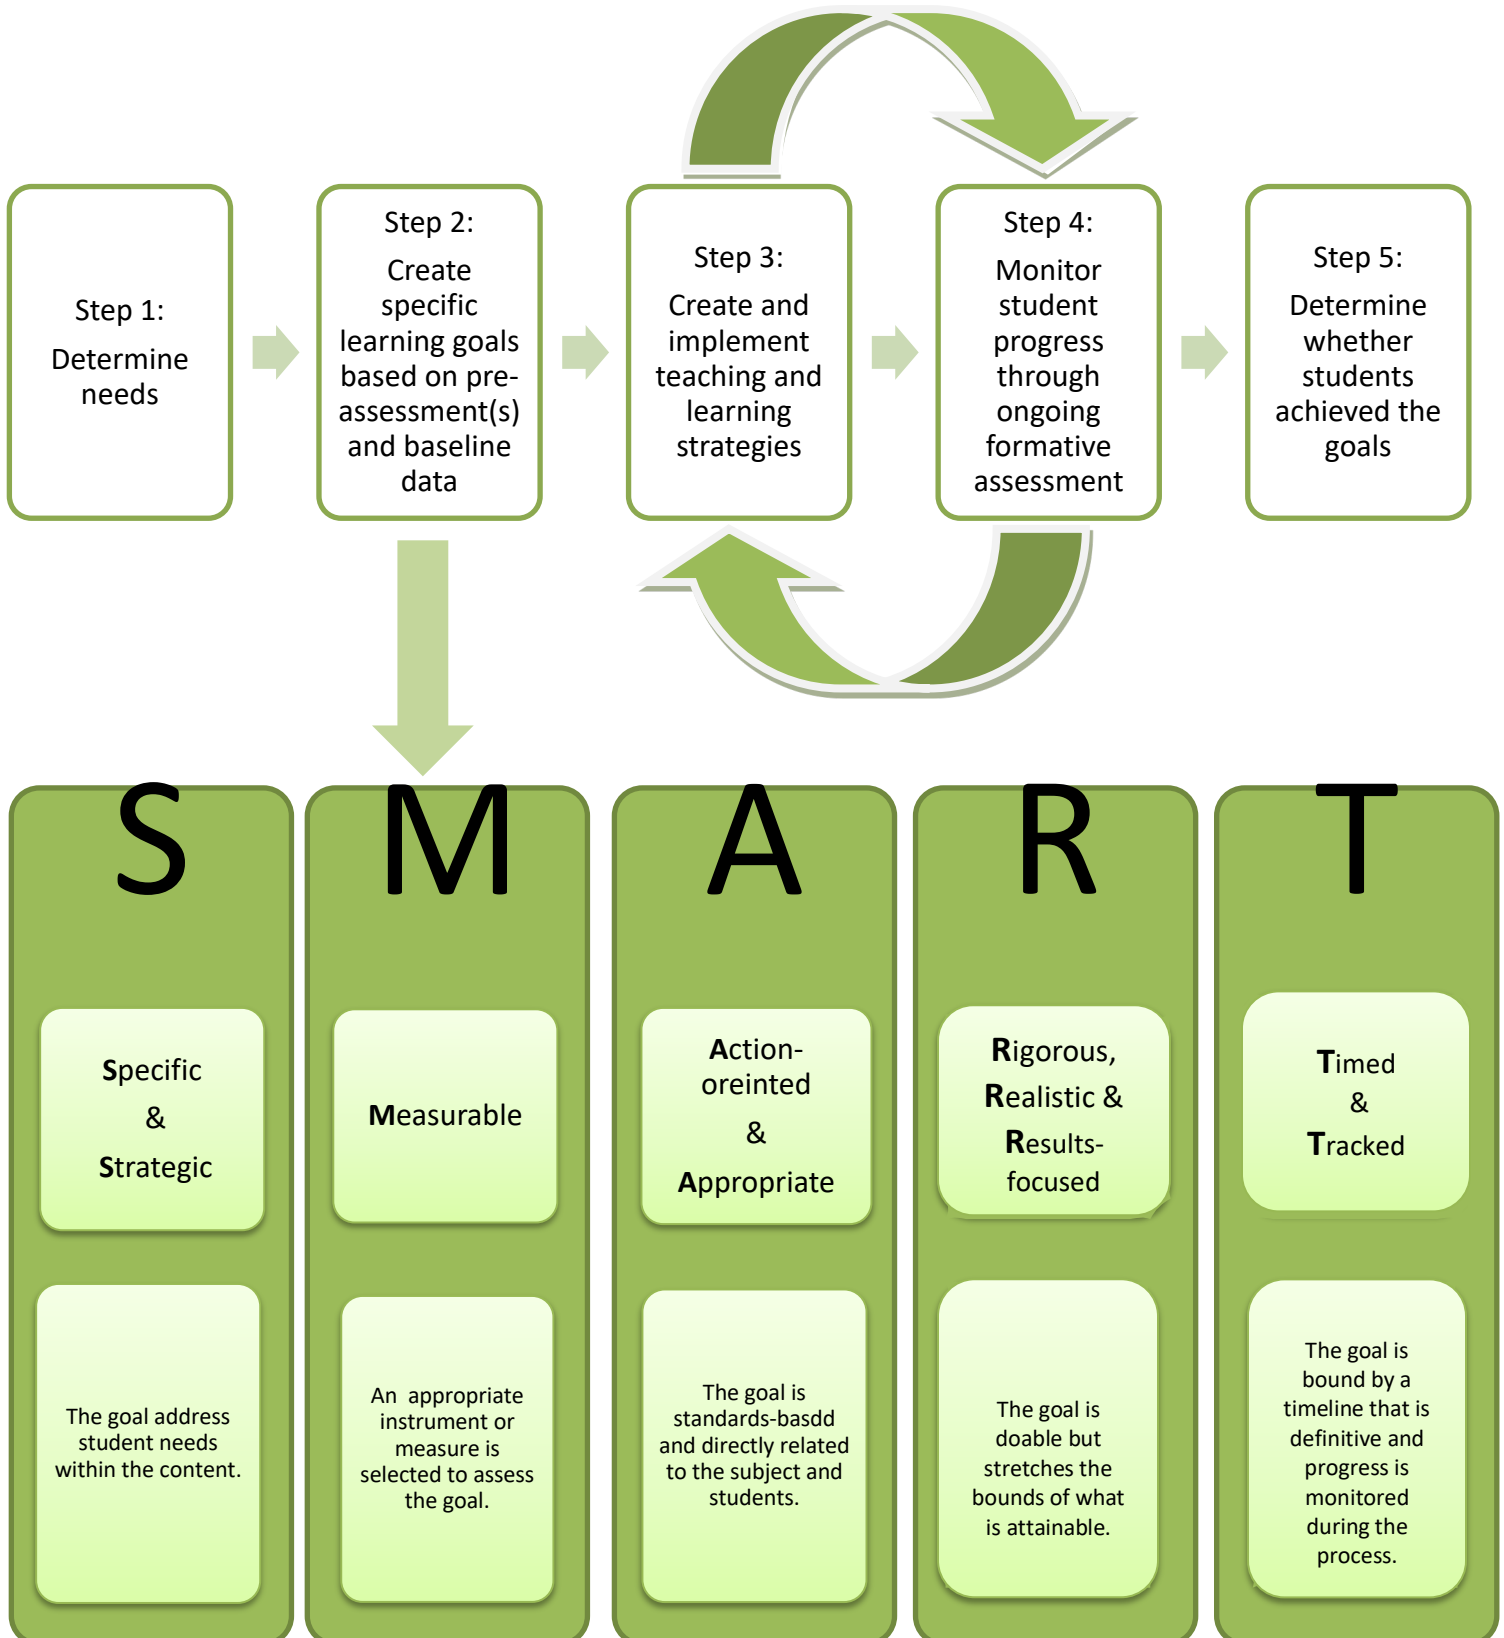 Step 1:
Determine
needs
Step 2:
Create
specific
learning goals
based on pre-
assessment(s)
and baseline
data
Step 3:
Create and
implement
teaching and
learning
strategies
Step 4:
Monitor
student
progress
through
ongoing
formative
assessment
Step 5:
Determine
whether
students
achieved the
goals
S
Specific
&
Strategic
The goal address
student needs
within the content.
M
Measurable
An appropriate
instrument or
measure is
selected to assess
the goal.
A
Action-
oreinted
&
Appropriate
The goal is
standards-basdd
and directly related
to the subject and
students.
R
Rigorous,
Realistic &
Results-
focused
The goal is
doable but
stretches the
bounds of what
is attainable.
T
Timed
&
Tracked
The goal is
bound by a
timeline that is
definitive and
progress is
monitored
during the
process.